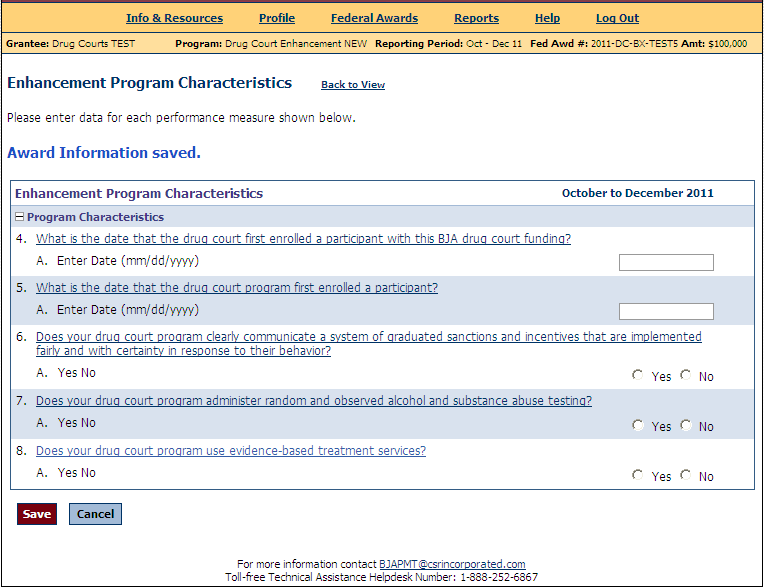 Info & Resources Profile Federal Awards Reports Help Log Out
Grantee: Drug Courts TEST Program: Drug Court Enhancement NEW Reporting Period: Oct - Dec 11 Fed Awd #: 2011-DC-BX-TEST5 Amt: $100,000
Enhancement Program Characteristics Back to View
Please enter data for each performance measure shown below.
Award Information saved.
Enhancement Program Characteristics October to December 2011
Program Characteristics
4. What is the date that the drug court first enrolled a participant with this BJA drug court funding?
A. Enter Date (mm/dd/yyyy)
5. What is the date that the drug court program first enrolled a participant?
A. Enter Date (mm/dd/yyyy)
6. Does your drug court program clearly communicate a system of graduated sanctions and incentives that are implemented
fairly and with certainty in response to their behavior?
A. Yes No Yes No
7. Does your drug court program administer random and observed alcohol and substance abuse testing?
A. Yes No Yes No
8. Does your drug court program use evidence-based treatment services?
A. Yes No Yes No
Save Cancel
For more information contact BJAPMT@csrincorporated.com
Toll-free Technical Assistance Helpdesk Number: 1-888-252-6867